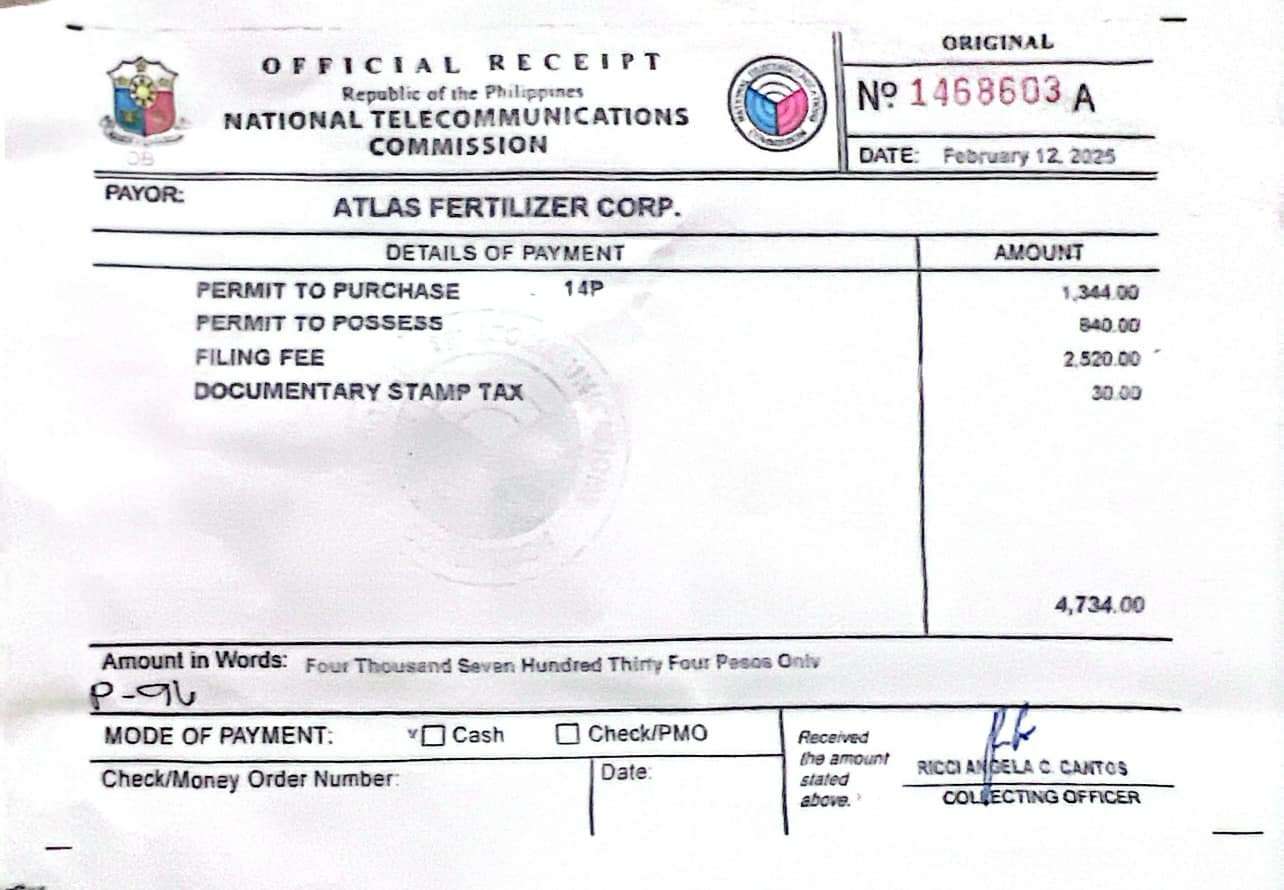 ORIGINAL
OFFICIAL RECEIPT
Republic of the Philippines
NATIONAL TELECOMMUNICATIONS
COMMISSION
Nº 1468603 A
DATE: February 12, 2025
PAYOR: ATLAS FERTILIZER CORP.
DETAILS OF PAYMENT AMOUNT
PERMIT TO PURCHASE - 14P 1,344.00
PERMIT TO POSSESS 840.00
FILING FEE 2,520.00
DOCUMENTARY STAMP TAX 30.00
4,734.00
Amount in Words: Four Thousand Seven Hundred Thirty Four Pesos Only
P-96
MODE OF PAYMENT: v Cash Check/PMO
Check/Money Order Number: Date:
Received
the amount
stated
above.
RICCI ANGELA C. CANTOS
COLLECTING OFFICER